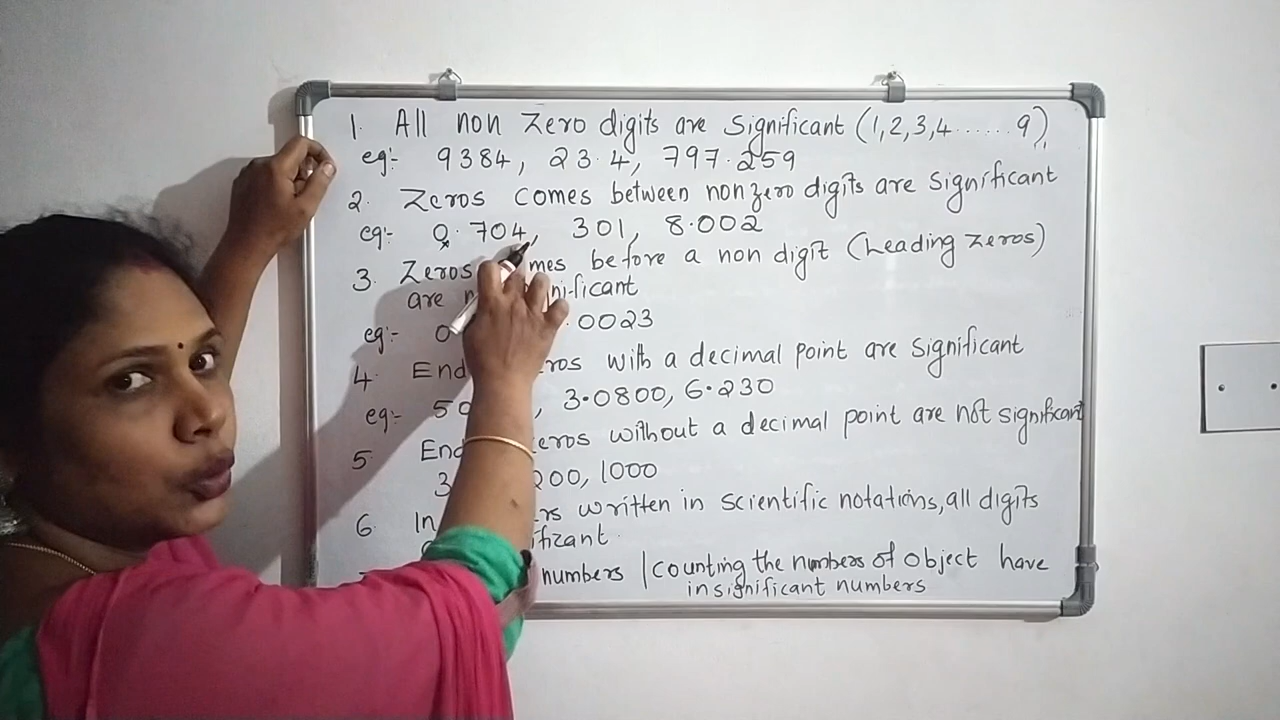 1. All non Zero digits are Significant (1,2,3,4......9),
eg:- 9384, 23.4, 797.259
2. Zeros comes between nonzero digits are significant
eg:- 0.704, 301, 8.002
3. Zeros mes before a non digit (Leading Zeros)
are nificant
eg:- 0 .0023
4. End ros with a decimal point are significant
eg:- 50 , 3.0800, 6.230
5. End eros without a decimal point are not significant
3 200, 1000
6. In rs written in scientific notations, all digits
ificant.
numbers | counting the numbers of object have
insignificant numbers